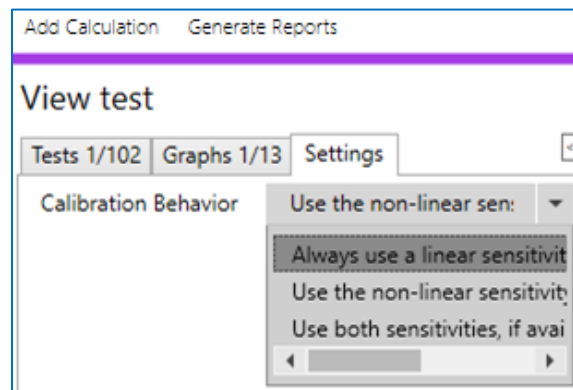 Add Calculation Generate Reports
View test
Tests 1/102 Graphs 1/13 Settings
Calibration Behavior Use the non-linear sen
Always use a linear sensitivit
Use the non-linear sensitivity
Use both sensitivities, if avai